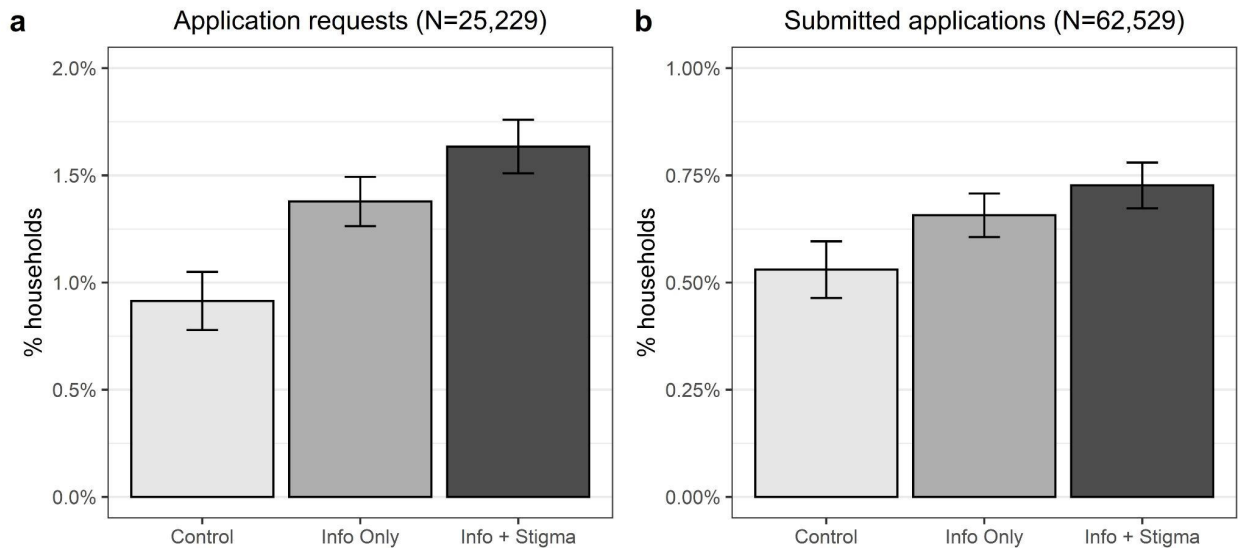 a
Application requests (N=25,229)
% households
2.0%
1.5%
1.0%
0.5%
0.0%
Control
Info Only
Info + Stigma
b
Submitted applications (N=62,529)
% households
1.00%
0.75%
0.50%
0.25%
0.00%
Control
Info Only
Info + Stigma